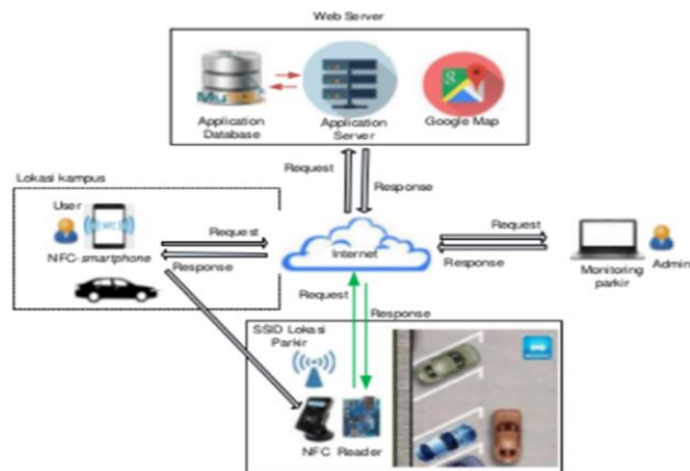 Web Server
Application
Database
Application
Server
Google Map
Request
Response
Lokasi kampus
User
NFC-smartphone
Request
Response
Internet
Request
Response
Monitoring
parkir
Admin
Request
Response
SSID Lokasi
Parkir
NFC Reader